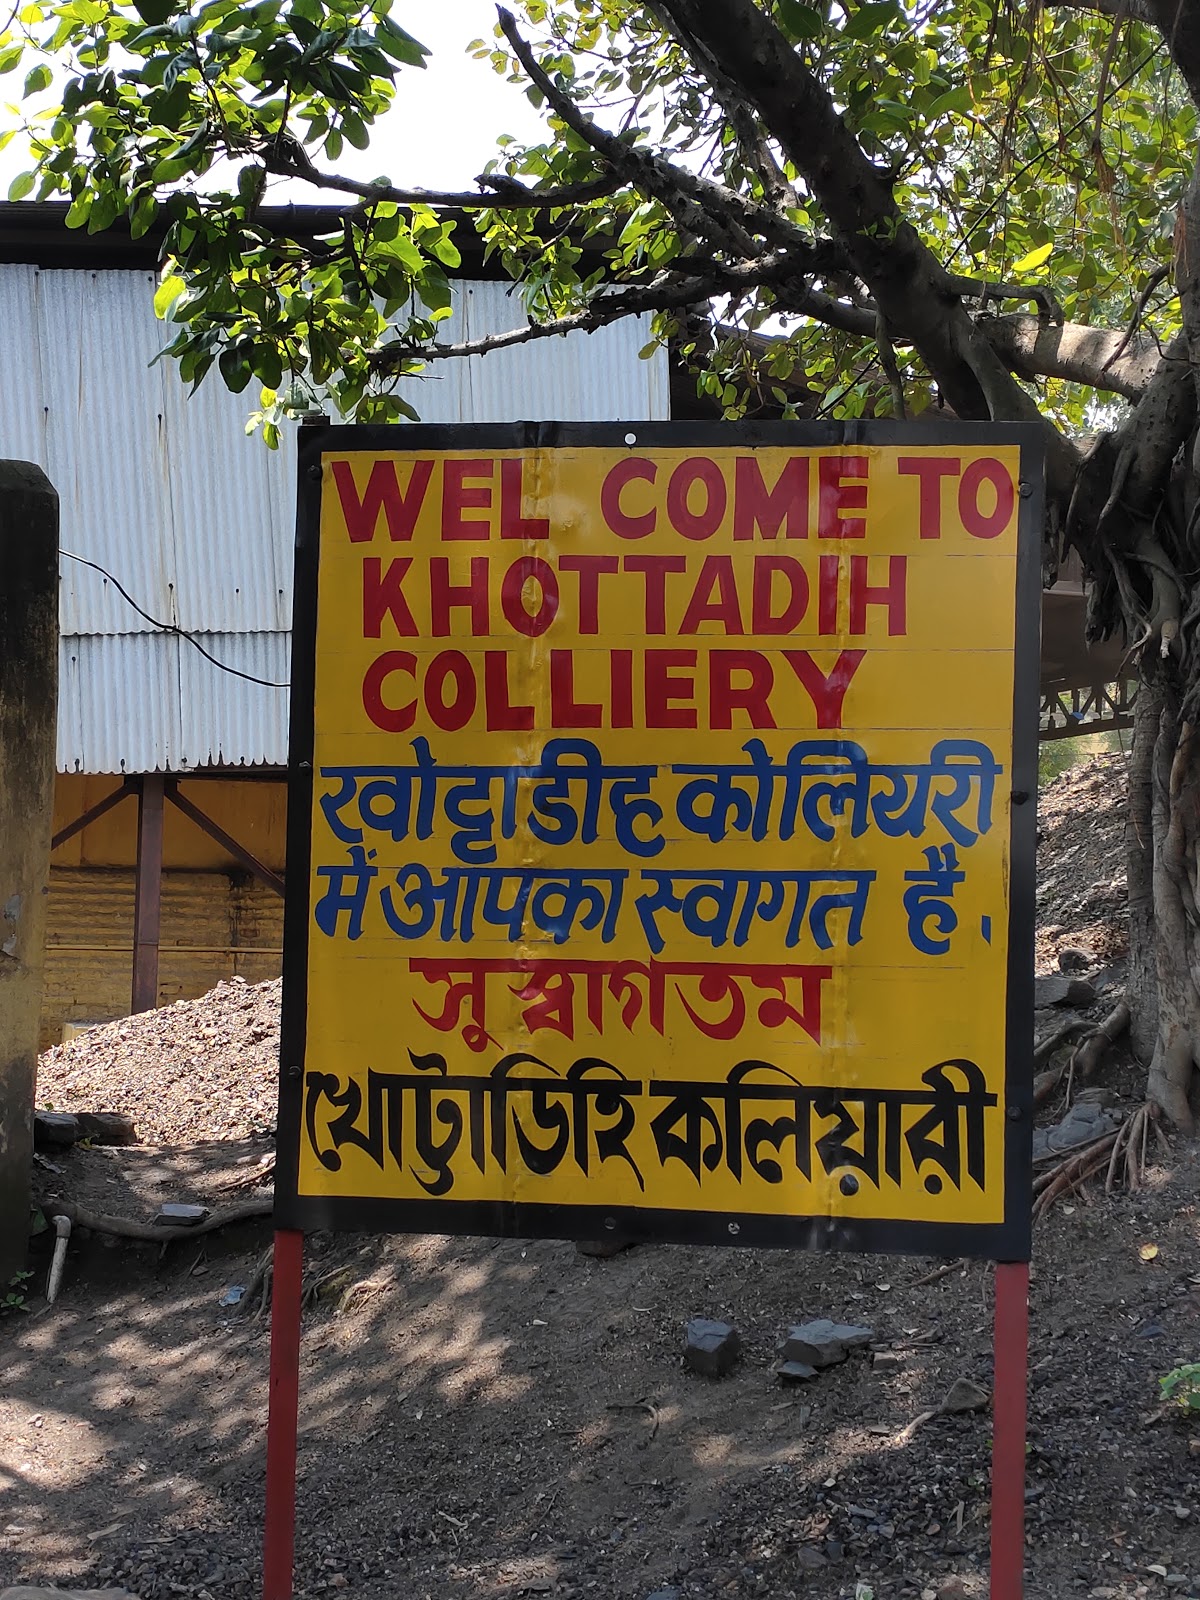 WEL COME TO
KHOTTADIH
COLLIERY
खोट्टाडीह कोलियरी
में आपका स्वागत है.
সু স্বাগতম
খোট্টাডিহি কলিয়ারী